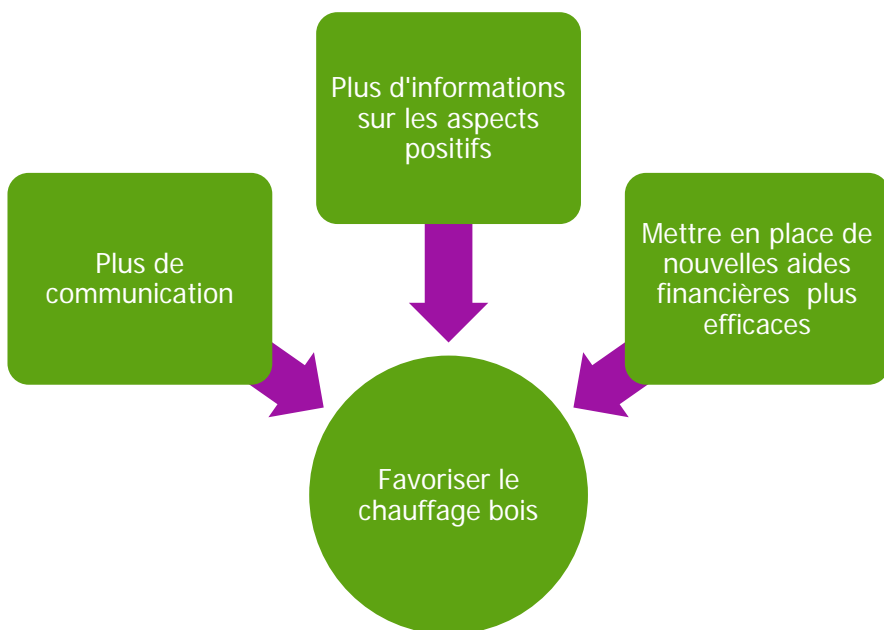 Plus d'informations
sur les aspects
positifs
Plus de
communication
Mettre en place de
nouvelles aides
financières  plus
efficaces
Favoriser le
chauffage bois